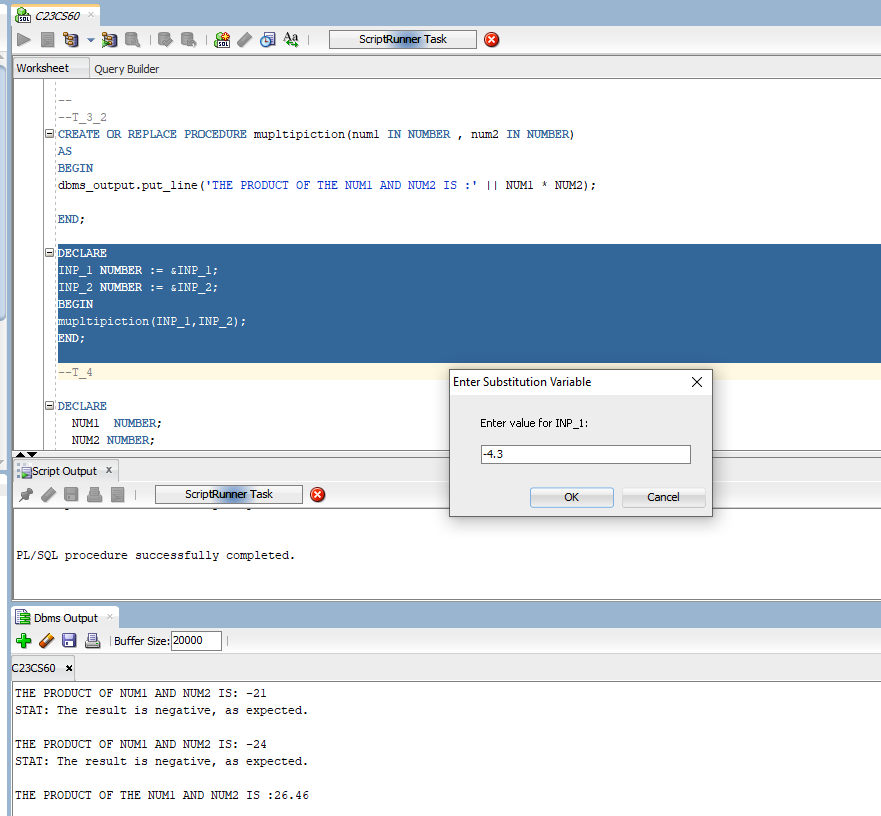 C23CS60
ScriptRunner Task
Worksheet
Query Builder
--
--T_3_2
CREATE OR REPLACE PROCEDURE mupltipiction(num1 IN NUMBER , num2 IN NUMBER)
AS
BEGIN
dbms_output.put_line('THE PRODUCT OF THE NUM1 AND NUM2 IS :' || NUM1 * NUM2);
END;
DECLARE
INP_1 NUMBER := &INP_1;
INP_2 NUMBER := &INP_2;
BEGIN
mupltipiction(INP_1,INP_2);
END;
--T_4
DECLARE
NUM1 NUMBER;
NUM2 NUMBER;
Enter Substitution Variable
Enter value for INP_1:
-4.3
OK
Cancel
Script Output
ScriptRunner Task
PL/SQL procedure successfully completed.
Dbms Output
Buffer Size: 20000
C23CS60
THE PRODUCT OF NUM1 AND NUM2 IS: -21
STAT: The result is negative, as expected.
THE PRODUCT OF NUM1 AND NUM2 IS: -24
STAT: The result is negative, as expected.
THE PRODUCT OF THE NUM1 AND NUM2 IS :26.46